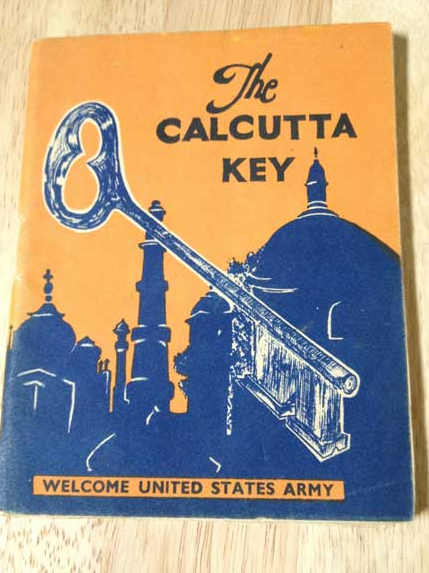 The
CALCUTTA
KEY
WELCOME UNITED STATES ARMY